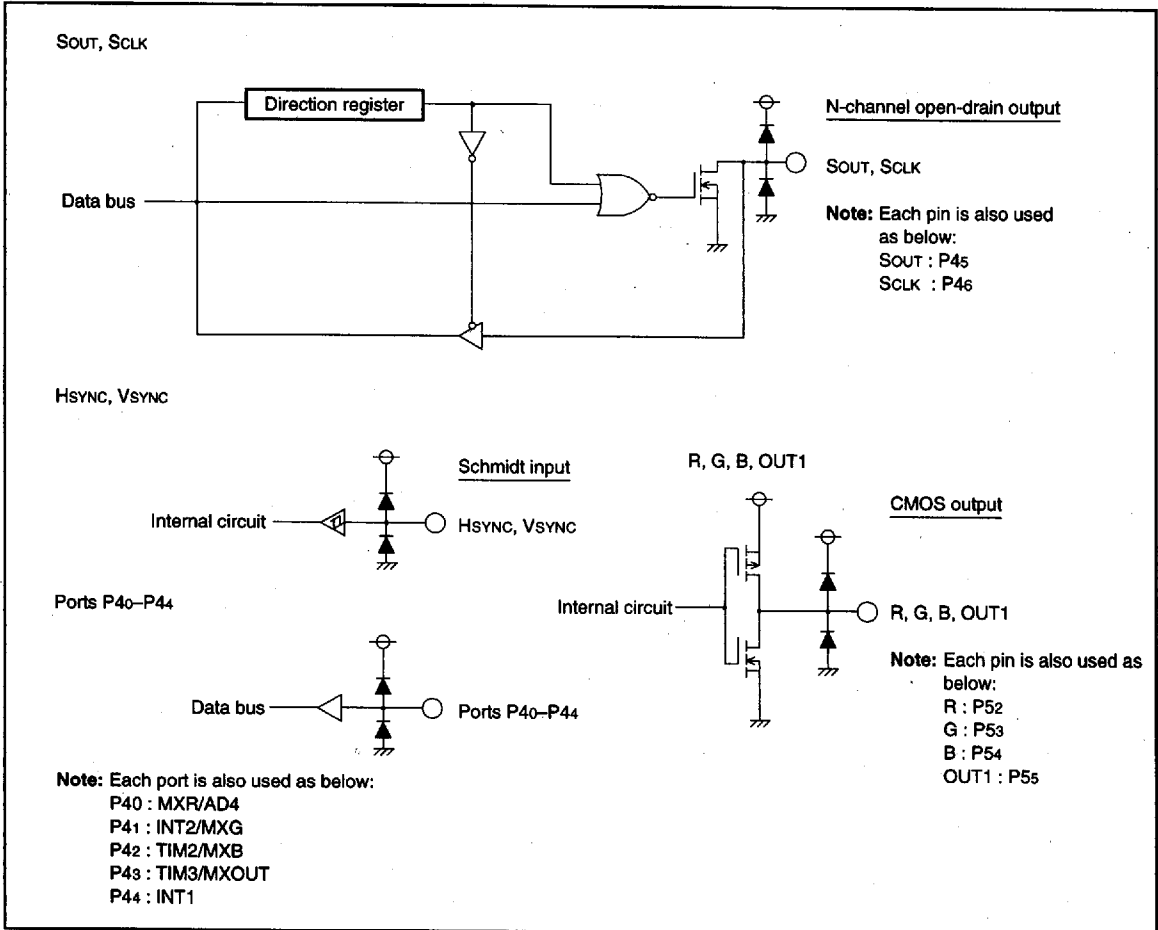 SOUT, SCLK
Direction register
N-channel open-drain output
SOUT, SCLK
Data bus
Note: Each pin is also used
as below:
SOUT : P45
SCLK : P46
HSYNC, VSYNC
Schmidt input
Internal circuit
HSYNC, VSYNC
R, G, B, OUT1
CMOS output
Internal circuit
R, G, B, OUT1
Note: Each pin is also used as
below:
R : P52
G : P53
B : P54
OUT1 : P55
Ports P40–P44
Data bus
Ports P40–P44
Note: Each port is also used as below:
P40 : MXR/AD4
P41 : INT2/MXG
P42 : TIM2/MXB
P43 : TIM3/MXOUT
P44 : INT1